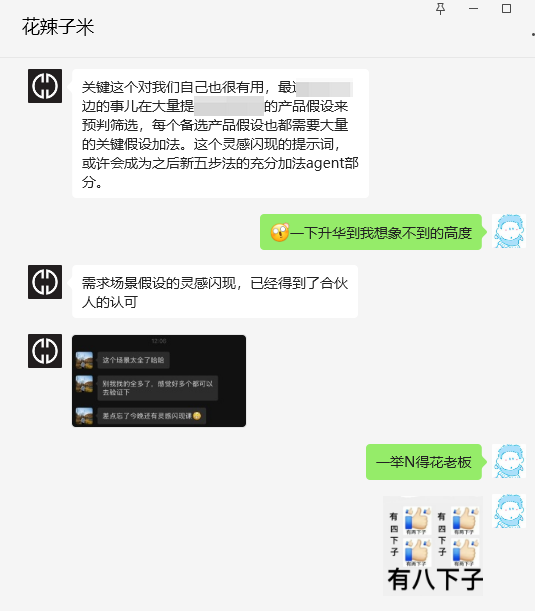 花辣子米
关键这个对我们自己也很有用，最近
边的事儿在大量提
的产品假设来
预判筛选，每个备选产品假设也都需要大量
的关键假设加法。这个灵感闪现的提示词，
或许会成为之后新五步法的充分加法agent部
分。
一下升华到我想象不到的高度
需求场景假设的灵感闪现，已经得到了合伙
人的认可
13:06
这个场景太全了哈哈
别我找的全多了，感觉好多个都可以
去验证下
差点忘了今晚还有灵感闪现课
一举N得花老板
有四下子
有四下子
有八下子